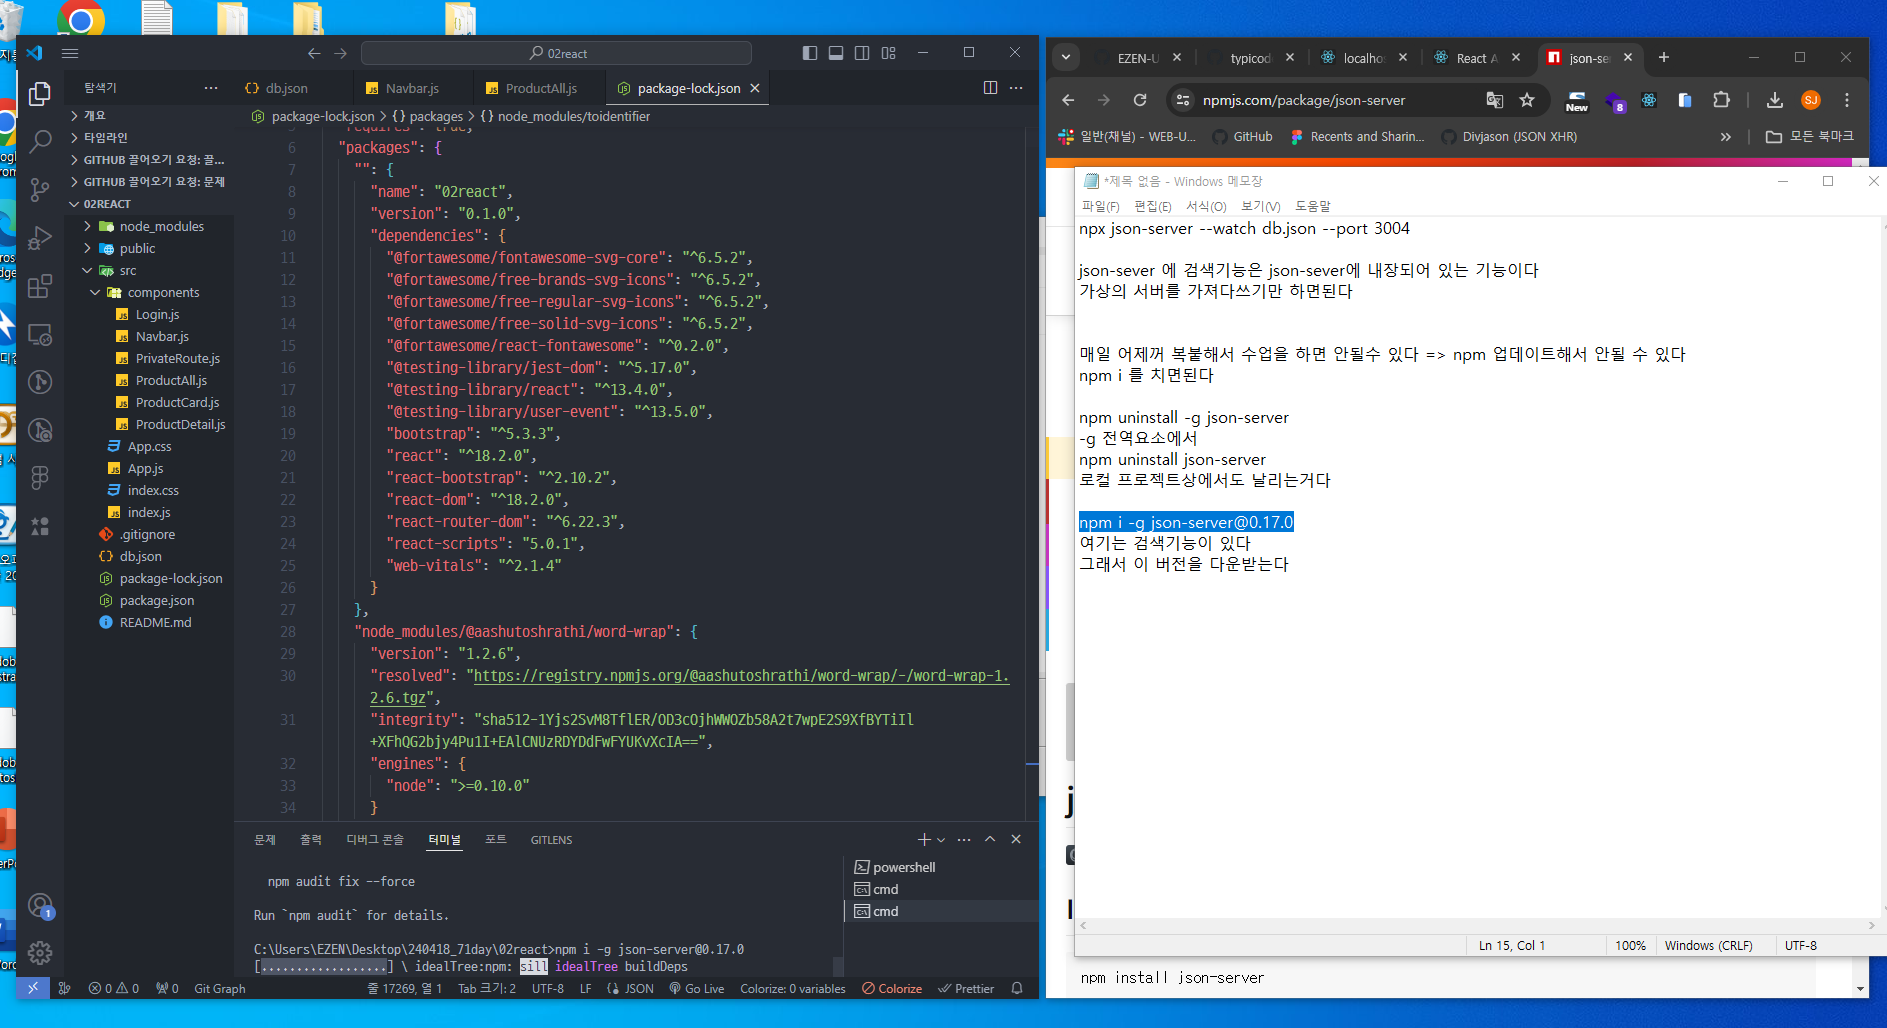 02react
탐색기
db.json
Navbar.js
ProductAll.js
package-lock.json
package-lock.json > {} packages > {} node_modules/toidentifier
개요
타임라인
GITHUB 끌어오기 요청: 끌...
GITHUB 끌어오기 요청: 문제
02REACT
node_modules
public
src
components
Login.js
Navbar.js
PrivateRoute.js
ProductAll.js
ProductCard.js
ProductDetail.js
App.css
App.js
index.css
index.js
.gitignore
db.json
package-lock.json
package.json
README.md
5 "requires": true,
6 "packages": {
7 "": {
8 "name": "02react",
9 "version": "0.1.0",
10 "dependencies": {
11 "@fortawesome/fontawesome-svg-core": "^6.5.2",
12 "@fortawesome/free-brands-svg-icons": "^6.5.2",
13 "@fortawesome/free-regular-svg-icons": "^6.5.2",
14 "@fortawesome/free-solid-svg-icons": "^6.5.2",
15 "@fortawesome/react-fontawesome": "^0.2.0",
16 "@testing-library/jest-dom": "^5.17.0",
17 "@testing-library/react": "^13.4.0",
18 "@testing-library/user-event": "^13.5.0",
19 "bootstrap": "^5.3.3",
20 "react": "^18.2.0",
21 "react-bootstrap": "^2.10.2",
22 "react-dom": "^18.2.0",
23 "react-router-dom": "^6.22.3",
24 "react-scripts": "5.0.1",
25 "web-vitals": "^2.1.4"
26 }
27 },
28 "node_modules/@aashutoshrathi/word-wrap": {
29 "version": "1.2.6",
30 "resolved": "https://registry.npmjs.org/@aashutoshrathi/word-wrap/-/word-wrap-1.
2.6.tgz",
31 "integrity": "sha512-1Yjs2SvM8TflER/OD3cOjhWWOZb58A2t7wpE2S9XfBYTiIl
+XFhQG2bjy4Pu1I+EAlCNUzRDYDdFwFYUKvXcIA==",
32 "engines": {
33 "node": ">=0.10.0"
34 }
문제 출력 디버그 콘솔 터미널 포트 GITLENS
npm audit fix --force
Run `npm audit` for details.
C:\Users\EZEN\Desktop\240418_71day\02react>npm i -g json-server@0.17.0
[..................] \ idealTree:npm: sill idealTree buildDeps
powershell
cmd
cmd
1
0 0 0 Git Graph 줄 17269, 열 1 Tab 크기: 2 UTF-8 LF {} JSON Go Live Colorize: 0 variables Colorize Prettier
EZEN-U
typicod
localho
React A
json-se
npmjs.com/package/json-server
New
8
SJ
일반(채널) - WEB-U...
GitHub
Recents and Sharin...
Divjason (JSON XHR)
모든 북마크
*제목 없음 - Windows 메모장
파일(F) 편집(E) 서식(O) 보기(V) 도움말
npx json-server --watch db.json --port 3004
json-sever 에 검색기능은 json-sever에 내장되어 있는 기능이다
가상의 서버를 가져다쓰기만 하면된다
매일 어제꺼 복붙해서 수업을 하면 안될수 있다 => npm 업데이트해서 안될 수 있다
npm i 를 치면된다
npm uninstall -g json-server
-g 전역요소에서
npm uninstall json-server
로컬 프로젝트상에서도 날리는거다
npm i -g json-server@0.17.0
여기는 검색기능이 있다
그래서 이 버전을 다운받는다
Ln 15, Col 1 100% Windows (CRLF) UTF-8
npm install json-server